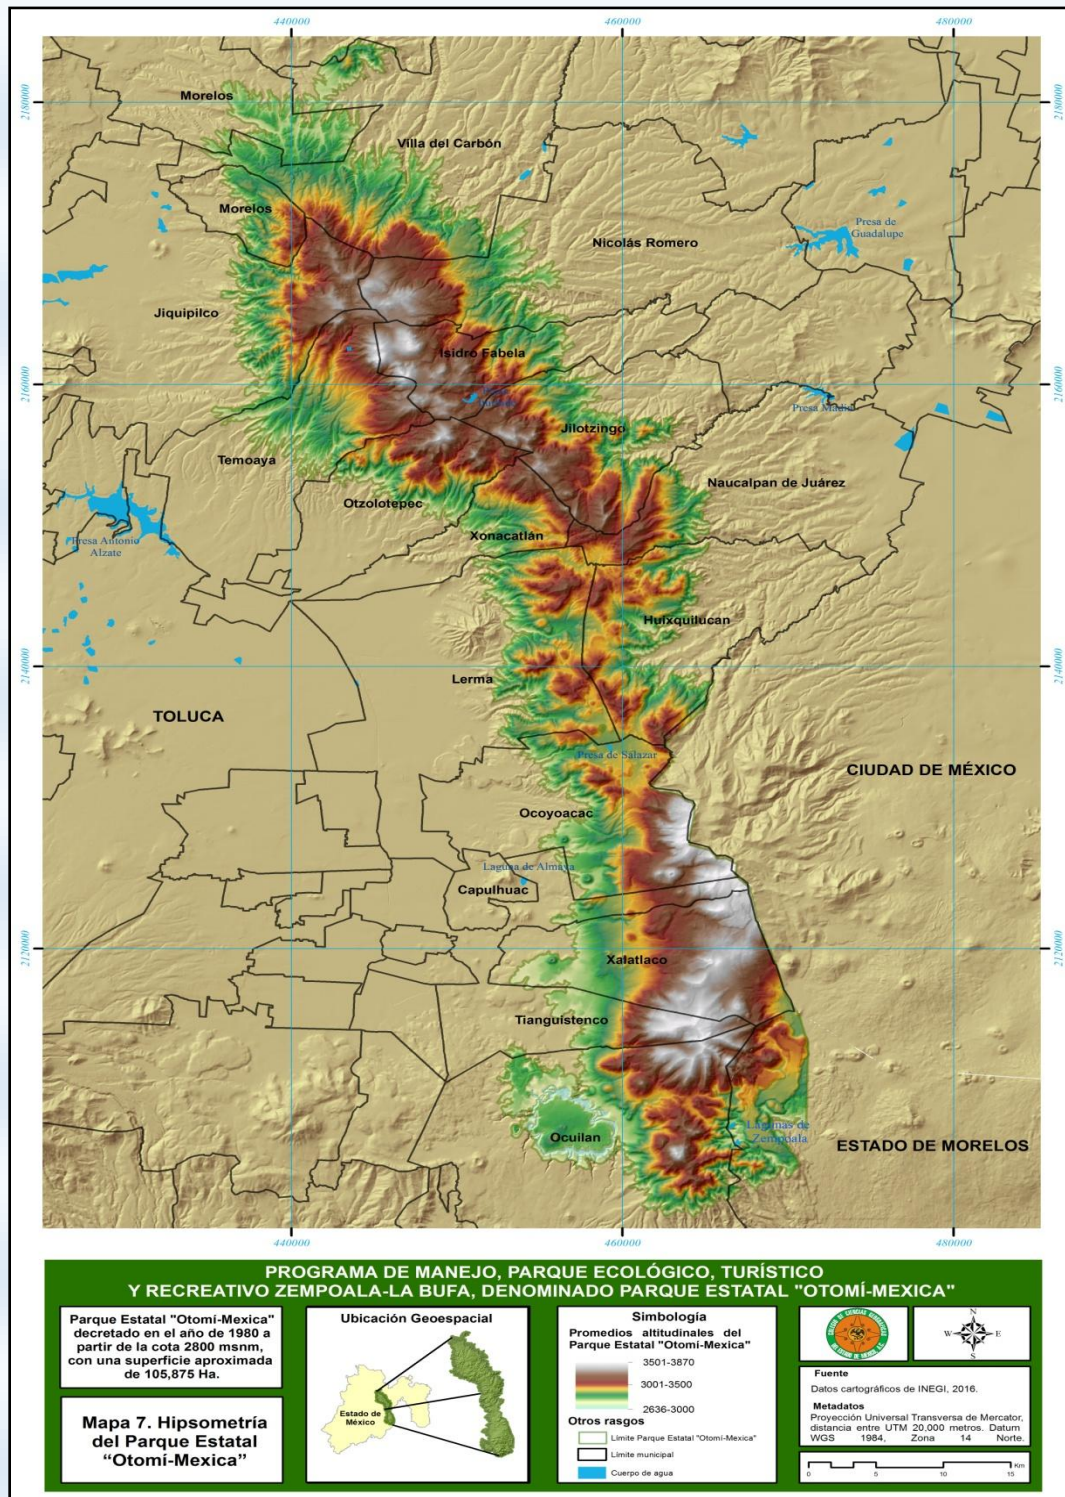 440000
460000
480000
2180000
2180000
Morelos
Villa del Carbón
Morelos
Presa de
Guadalupe
Nicolás Romero
Jiquipilco
Isidro Fabela
2160000
2160000
Presa Madín
Jilotzingo
Temoaya
Naucalpan de Juárez
Otzolotepec
Xonacatlán
Presa Antonio
Alzate
Huixquilucan
2140000
2140000
Lerma
TOLUCA
Presa de Salazar
CIUDAD DE MÉXICO
Ocoyoacac
Laguna de Almaya
Capulhuac
2120000
2120000
Xalatlaco
Tianguistenco
Lagunas de
Zempoala
Ocuilan
ESTADO DE MORELOS
440000
460000
480000
PROGRAMA DE MANEJO, PARQUE ECOLÓGICO, TURÍSTICO
Y RECREATIVO ZEMPOALA-LA BUFA, DENOMINADO PARQUE ESTATAL "OTOMÍ-MEXICA"
Parque Estatal "Otomí-Mexica"
decretado en el año de 1980 a
partir de la cota 2800 msnm,
con una superficie aproximada
de 105,875 Ha.
Mapa 7. Hipsometría
del Parque Estatal
“Otomí-Mexica”
Ubicación Geoespacial
Estado de
México
Simbología
Promedios altitudinales del
Parque Estatal "Otomí-Mexica"
3501-3870
3001-3500
2636-3000
Otros rasgos
Límite Parque Estatal "Otomí-Mexica"
Límite municipal
Cuerpo de agua
N
W
E
S
Fuente
Datos cartográficos de INEGI, 2016.
Metadatos
Proyección Universal Transversa de Mercator,
distancia entre UTM 20,000 metros. Datum
WGS 1984, Zona 14 Norte.
Km
0 5 10 15